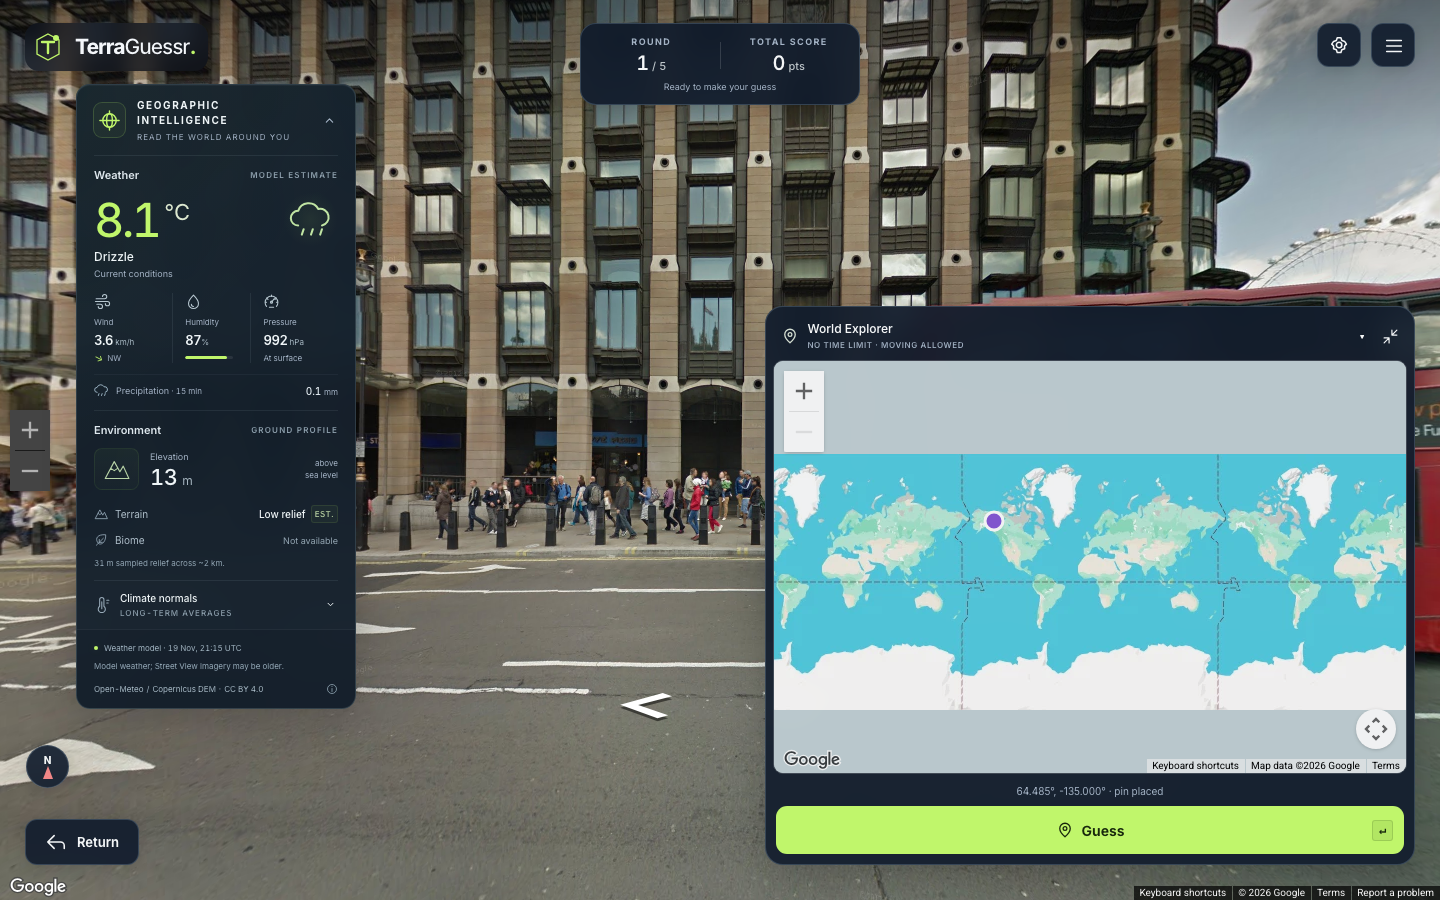 TerraGuessr.
ROUND
1 / 5
TOTAL SCORE
0 pts
Ready to make your guess
GEOGRAPHIC
INTELLIGENCE
READ THE WORLD AROUND YOU
Weather
MODEL ESTIMATE
8.1 °C
Drizzle
Current conditions
Wind
3.6 km/h
NW
Humidity
87%
Pressure
992 hPa
At surface
Precipitation · 15 min
0.1 mm
Environment
GROUND PROFILE
Elevation
13 m
above
sea level
Terrain
Low relief EST.
Biome
Not available
31 m sampled relief across ~2 km.
Climate normals
LONG-TERM AVERAGES
Weather model · 19 Nov, 21:15 UTC
Model weather; Street View imagery may be older.
Open-Meteo / Copernicus DEM · CC BY 4.0
N
Return
Google
World Explorer
NO TIME LIMIT · MOVING ALLOWED
Google
Keyboard shortcuts
Map data ©2026 Google
Terms
64.485°, -135.000° · pin placed
Guess
Keyboard shortcuts
© 2026 Google
Terms
Report a problem